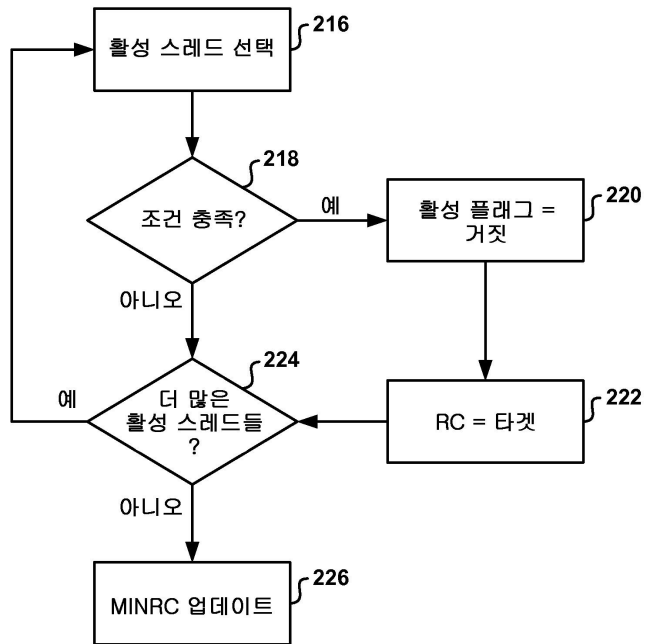 활성 스레드 선택
216
218
조건 충족?
예
220
활성 플래그 =
거짓
아니오
224
더 많은
활성 스레드들
?
예
222
RC = 타겟
아니오
226
MINRC 업데이트